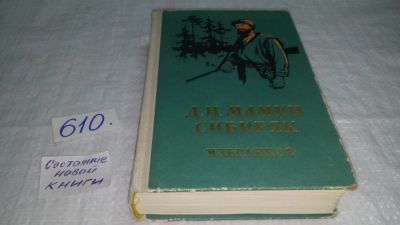 610.
Состояние
новой
книги
Д. Н. МАМИН
СИБИРЯК
ИЗБРАННОЕ